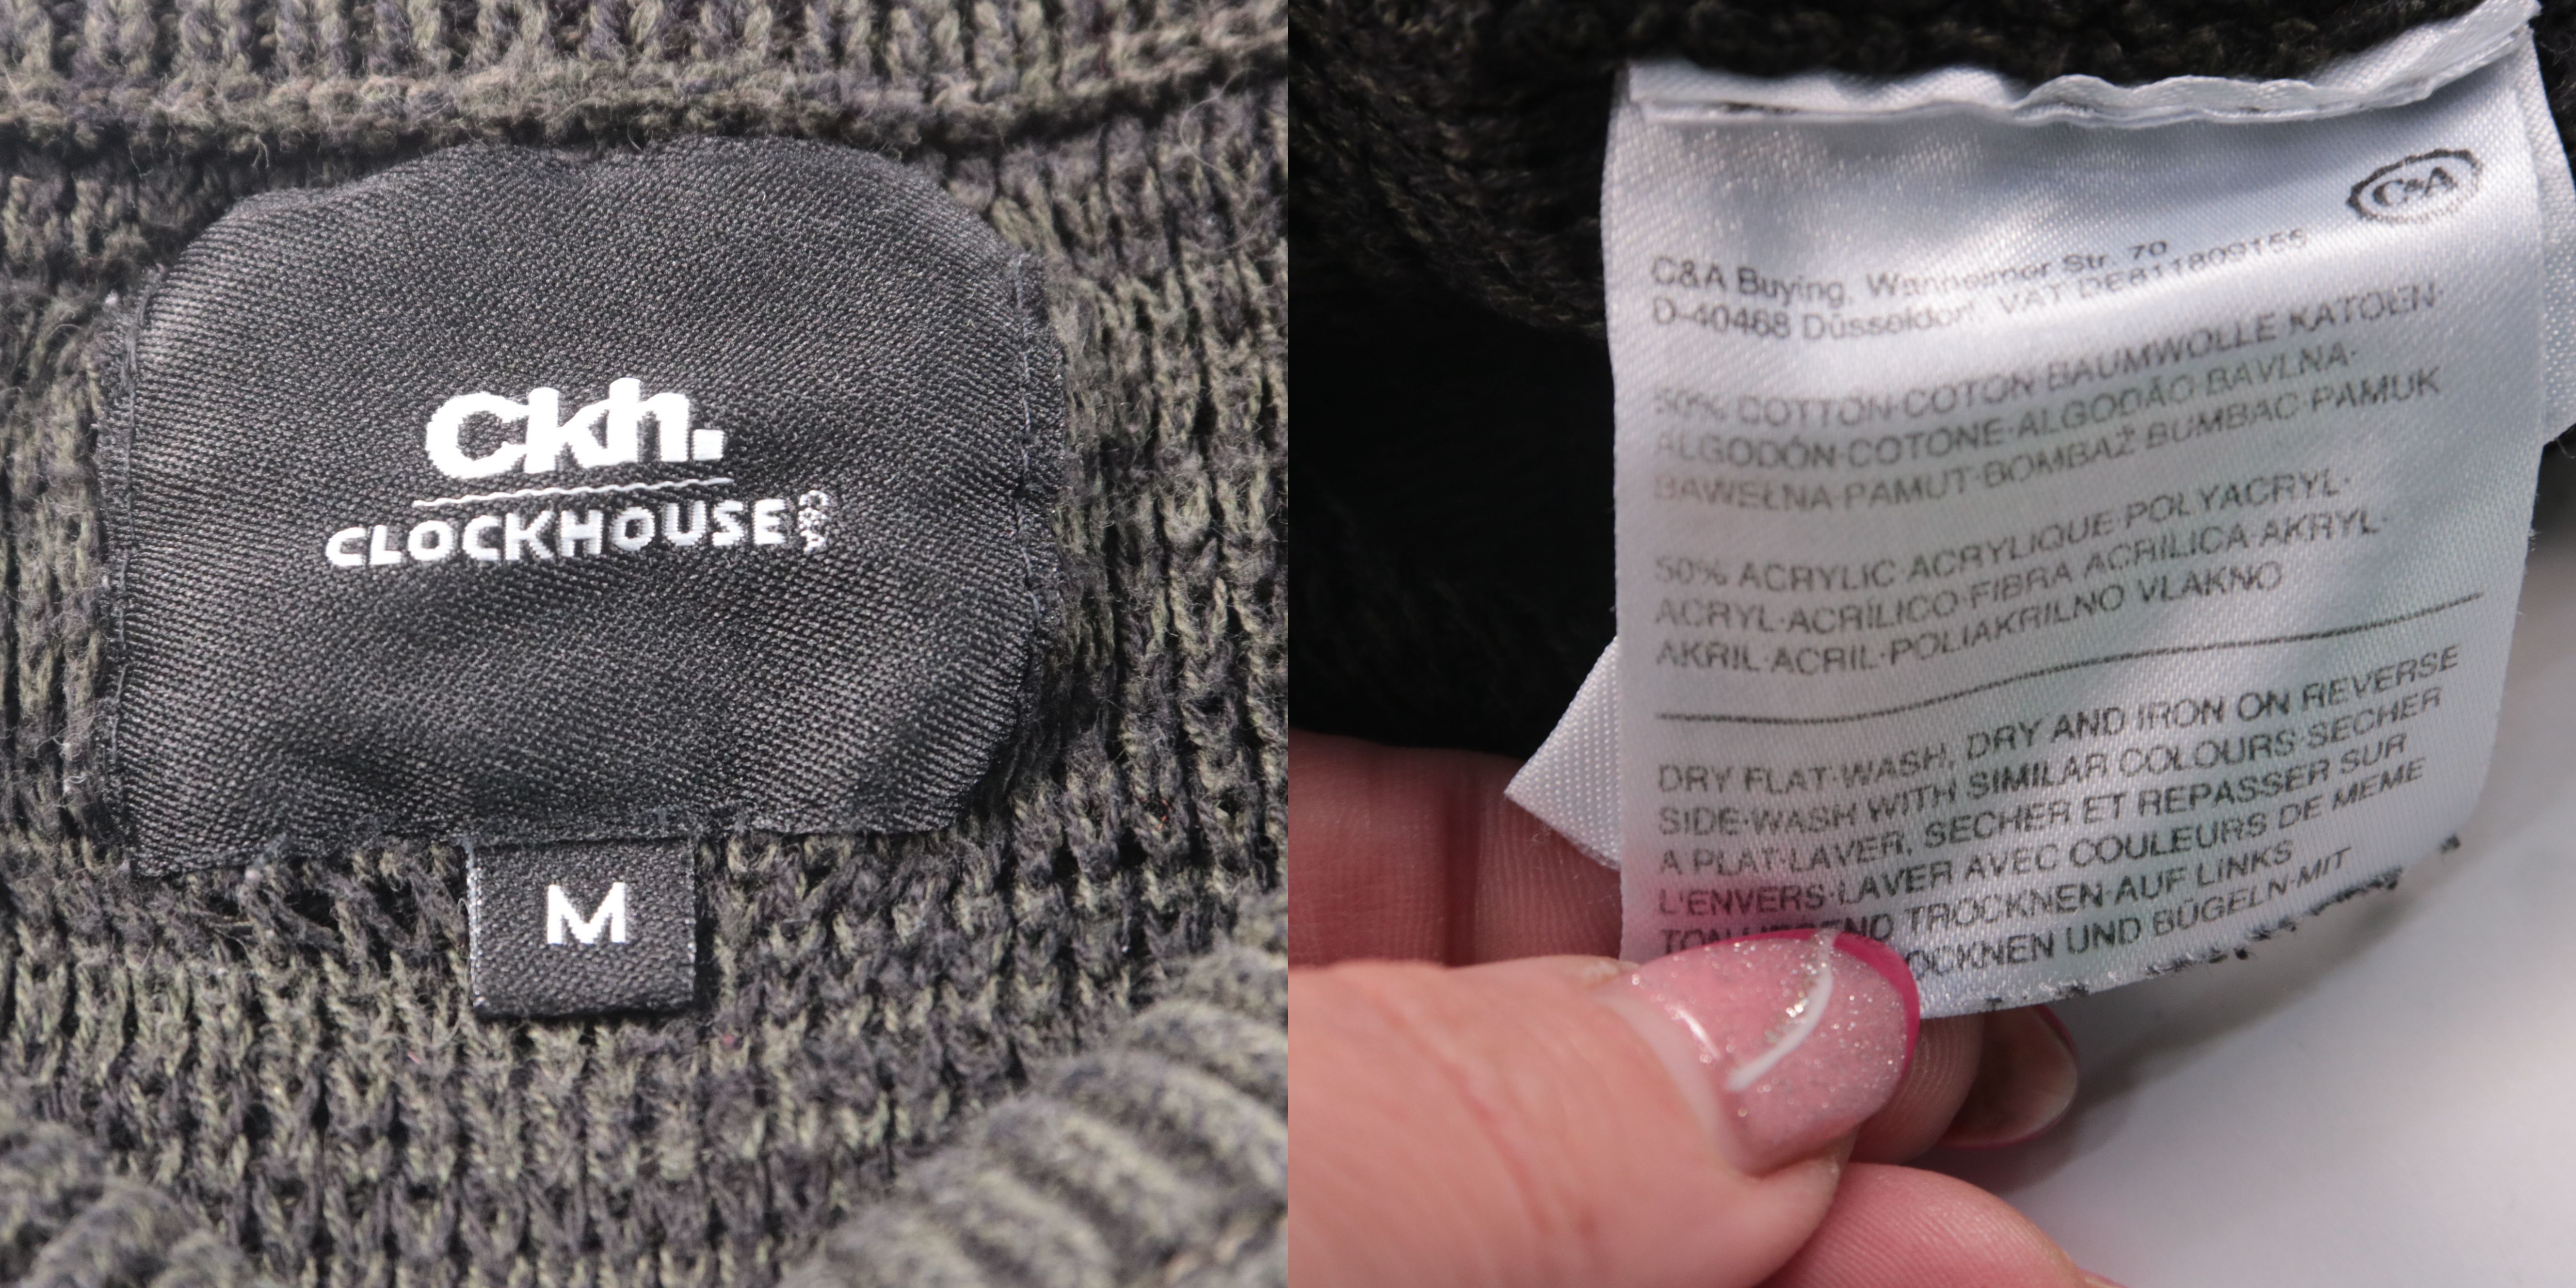 ckh.
CLOCKHOUSE
M
C&A
C&A Buying, Wanheimer Str. 70
D-40468 Düsseldorf, VAT DE811809155
50% COTTON·COTON·BAUMWOLLE·KATOEN·
ALGODÓN·COTONE·ALGODÃO·BAVLNA·
BAWEŁNA·PAMUT·BOMBAŽ·BUMBAC·PAMUK
50% ACRYLIC·ACRYLIQUE·POLYACRYL·
ACRYL·ACRÍLICO·FIBRA ACRILICA·AKRYL·
AKRIL·ACRIL·POLIAKRILNO VLAKNO
DRY FLAT·WASH, DRY AND IRON ON REVERSE
SIDE·WASH WITH SIMILAR COLOURS·SECHER
A PLAT·LAVER, SECHER ET REPASSER SUR
L'ENVERS·LAVER AVEC COULEURS DE MEME
TON TROCKNEN·AUF LINKS
UND BÜGELN·MIT